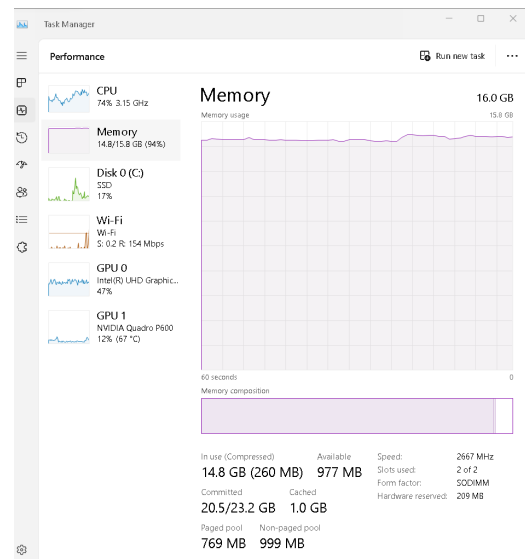 Task Manager
Performance
Run new task
CPU
74% 3.15 GHz
Memory
14.8/15.8 GB (94%)
Disk 0 (C:)
SSD
17%
Wi-Fi
Wi-Fi
S: 0.2 R: 154 Mbps
GPU 0
Intel(R) UHD Graphic...
47%
GPU 1
NVIDIA Quadro P600
12% (67 °C)
Memory 16.0 GB
Memory usage 15.8 GB
60 seconds 0
Memory composition
In use (Compressed) Available
14.8 GB (260 MB) 977 MB
Committed Cached
20.5/23.2 GB 1.0 GB
Paged pool Non-paged pool
769 MB 999 MB
Speed: 2667 MHz
Slots used: 2 of 2
Form factor: SODIMM
Hardware reserved: 209 MB